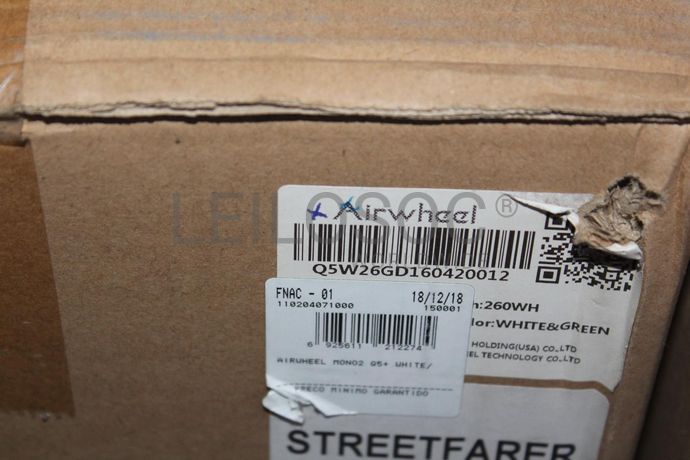 Airwheel®
LEILOSOC
Q5W26GD160420012
FNAC - 01 18/12/18
110204071000 150001
n:260WH
lor:WHITE&GREEN
6 925611 212274
HOLDING(USA) CO.LTD
EL TECHNOLOGY CO.LTD
AIRWHEEL MONO2 Q5+ WHITE/
PRECO MINIMO GARANTIDO
STREETFARER